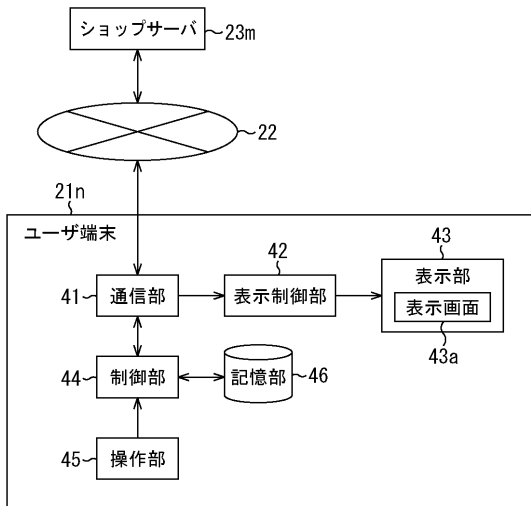 ショップサーバ
23m
22
21n
ユーザ端末
42
43
表示部
41
通信部
表示制御部
表示画面
43a
44
制御部
記憶部
46
45
操作部